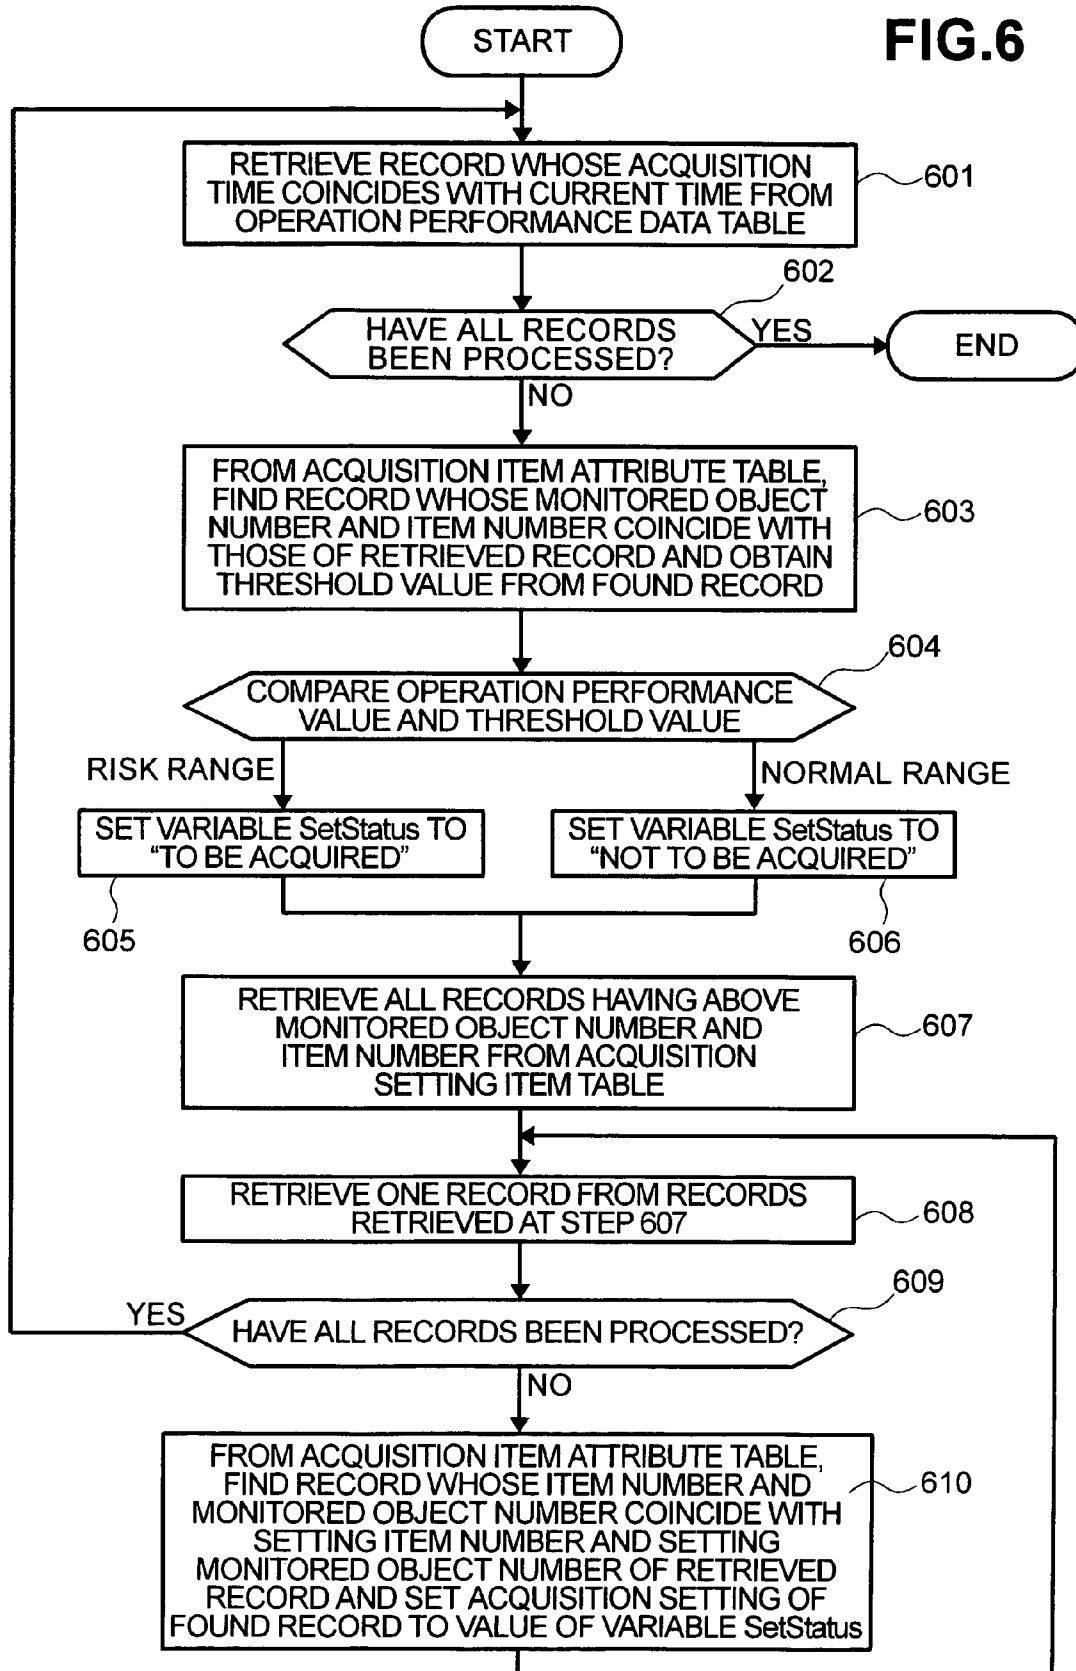 FIG.6
START
RETRIEVE RECORD WHOSE ACQUISITION
TIME COINCIDES WITH CURRENT TIME FROM
OPERATION PERFORMANCE DATA TABLE
601
602
HAVE ALL RECORDS
BEEN PROCESSED?
YES
END
NO
FROM ACQUISITION ITEM ATTRIBUTE TABLE,
FIND RECORD WHOSE MONITORED OBJECT
NUMBER AND ITEM NUMBER COINCIDE WITH
THOSE OF RETRIEVED RECORD AND OBTAIN
THRESHOLD VALUE FROM FOUND RECORD
603
604
COMPARE OPERATION PERFORMANCE
VALUE AND THRESHOLD VALUE
RISK RANGE
NORMAL RANGE
SET VARIABLE SetStatus TO
“TO BE ACQUIRED”
SET VARIABLE SetStatus TO
“NOT TO BE ACQUIRED”
605
606
RETRIEVE ALL RECORDS HAVING ABOVE
MONITORED OBJECT NUMBER AND
ITEM NUMBER FROM ACQUISITION
SETTING ITEM TABLE
607
RETRIEVE ONE RECORD FROM RECORDS
RETRIEVED AT STEP 607
608
609
YES
HAVE ALL RECORDS BEEN PROCESSED?
NO
FROM ACQUISITION ITEM ATTRIBUTE TABLE,
FIND RECORD WHOSE ITEM NUMBER AND
MONITORED OBJECT NUMBER COINCIDE WITH
SETTING ITEM NUMBER AND SETTING
MONITORED OBJECT NUMBER OF RETRIEVED
RECORD AND SET ACQUISITION SETTING OF
FOUND RECORD TO VALUE OF VARIABLE SetStatus
610